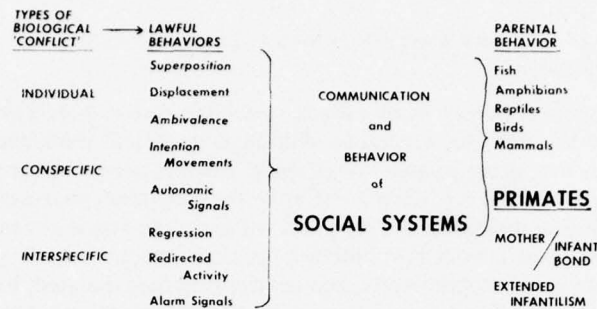 TYPES OF
BIOLOGICAL
'CONFLICT'
LAWFUL
BEHAVIORS
PARENTAL
BEHAVIOR
INDIVIDUAL
CONSPECIFIC
INTERSPECIFIC
Superposition
Displacement
Ambivalence
Intention
Movements
Autonomic
Signals
Regression
Redirected
Activity
Alarm Signals
COMMUNICATION
and
BEHAVIOR
of
SOCIAL SYSTEMS
Fish
Amphibians
Reptiles
Birds
Mammals
PRIMATES
MOTHER
INFANT
BOND
EXTENDED
INFANTILISM